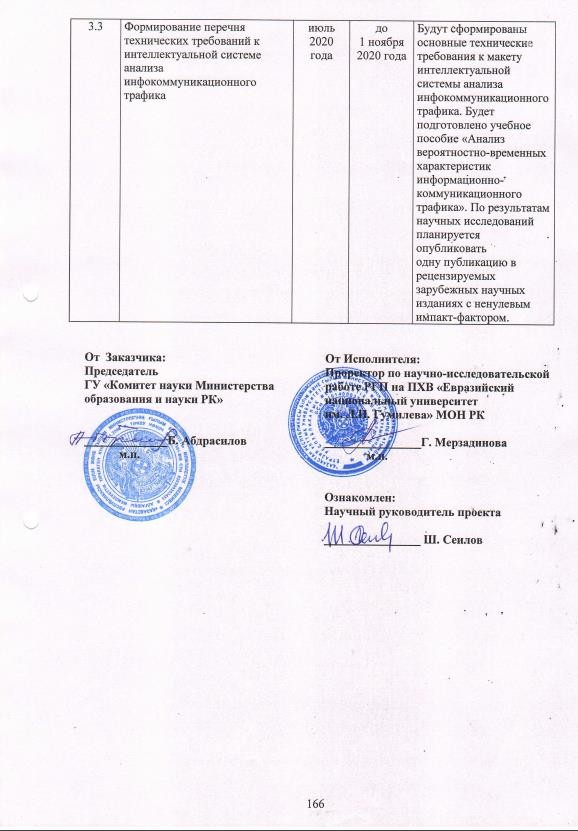 3.3
Формирование перечня
технических требований к
интеллектуальной системе
анализа
инфокоммуникационного
трафика
июль
2020
года
до
1 ноября
2020 года
Будут сформированы
основные технические
требования к макету
интеллектуальной
системы анализа
инфокоммуникационного
трафика. Будет
подготовлено учебное
пособие «Анализ
вероятностно-временных
характеристик
информационно-
коммуникационного
трафика». По результатам
научных исследований
планируется
опубликовать
одну публикацию в
рецензируемых
зарубежных научных
изданиях с ненулевым
импакт-фактором.
От Заказчика:
Председатель
ГУ «Комитет науки Министерства
образования и науки РК»
Б. Абдрасилов
м.п.
От Исполнителя:
Проректор по научно-исследовательской
работе РГП на ПХВ «Евразийский
национальный университет
им. Л.Н. Гумилева» МОН РК
Г. Мерзадинова
м.п.
Ознакомлен:
Научный руководитель проекта
Ш. Сеилов
166